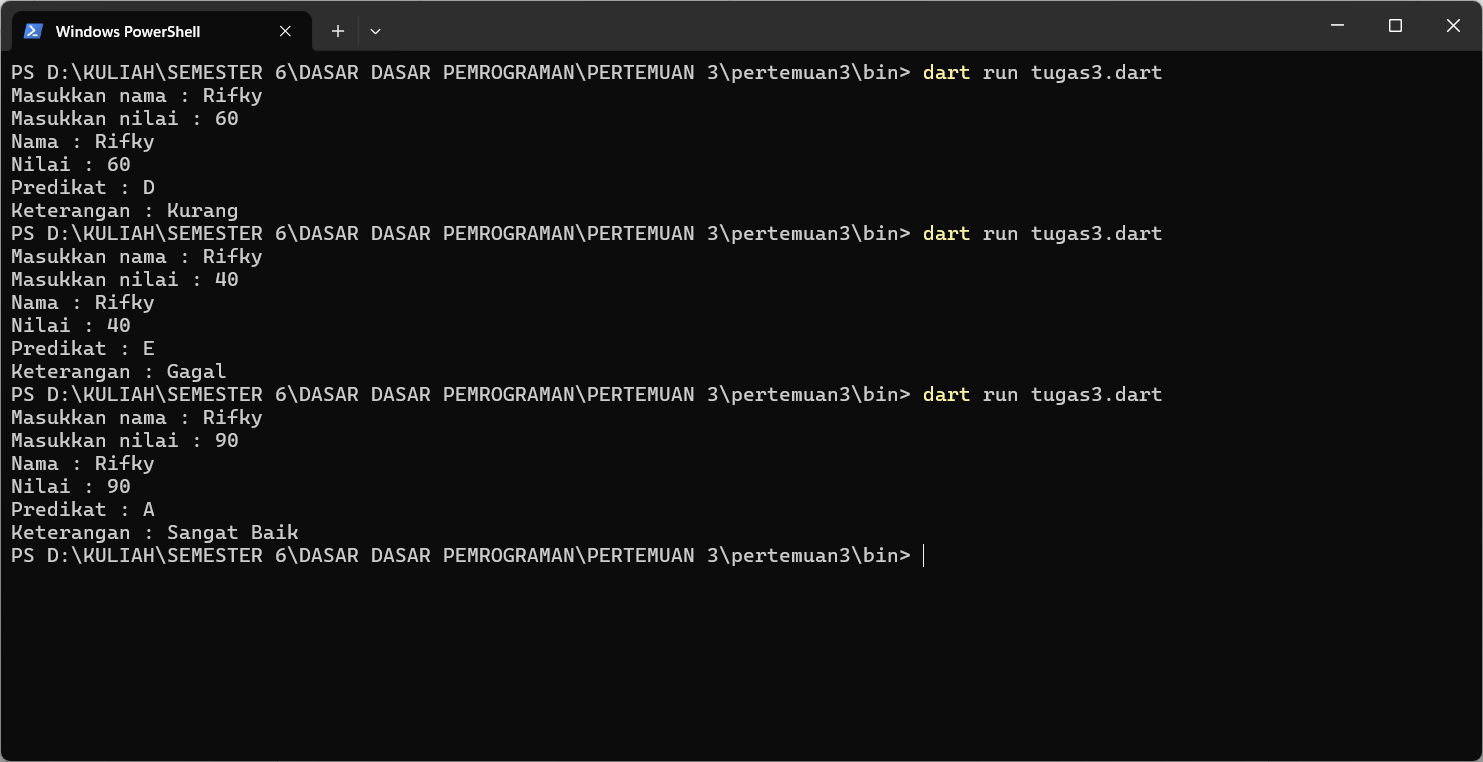 Windows PowerShell
PS D:\KULIAH\SEMESTER 6\DASAR DASAR PEMROGRAMAN\PERTEMUAN 3\pertemuan3\bin> dart run tugas3.dart
Masukkan nama : Rifky
Masukkan nilai : 60
Nama : Rifky
Nilai : 60
Predikat : D
Keterangan : Kurang
PS D:\KULIAH\SEMESTER 6\DASAR DASAR PEMROGRAMAN\PERTEMUAN 3\pertemuan3\bin> dart run tugas3.dart
Masukkan nama : Rifky
Masukkan nilai : 40
Nama : Rifky
Nilai : 40
Predikat : E
Keterangan : Gagal
PS D:\KULIAH\SEMESTER 6\DASAR DASAR PEMROGRAMAN\PERTEMUAN 3\pertemuan3\bin> dart run tugas3.dart
Masukkan nama : Rifky
Masukkan nilai : 90
Nama : Rifky
Nilai : 90
Predikat : A
Keterangan : Sangat Baik
PS D:\KULIAH\SEMESTER 6\DASAR DASAR PEMROGRAMAN\PERTEMUAN 3\pertemuan3\bin>